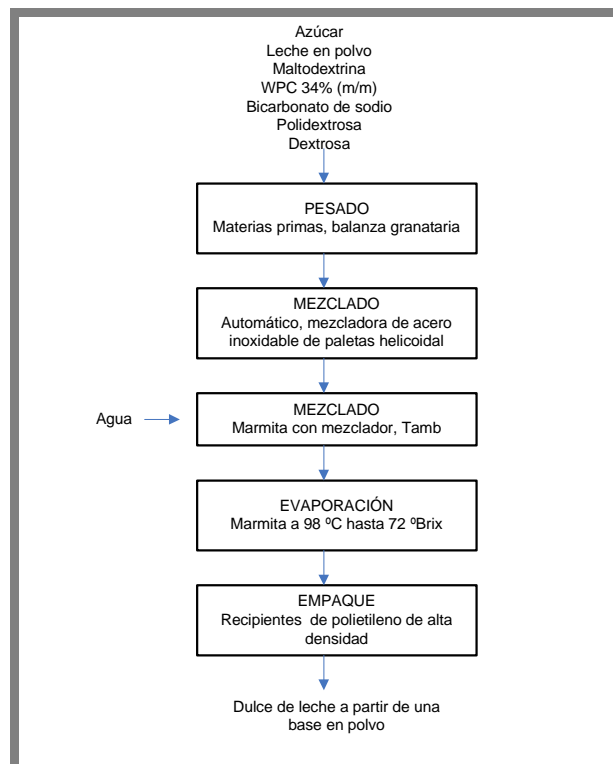 Azúcar
Leche en polvo
Maltodextrina
WPC 34% (m/m)
Bicarbonato de sodio
Polidextrosa
Dextrosa
PESADO
Materias primas, balanza granataria
MEZCLADO
Automático, mezcladora de acero
inoxidable de paletas helicoidal
Agua
MEZCLADO
Marmita con mezclador, Tamb
EVAPORACIÓN
Marmita a 98 ºC hasta 72 ºBrix
EMPAQUE
Recipientes de polietileno de alta
densidad
Dulce de leche a partir de una
base en polvo